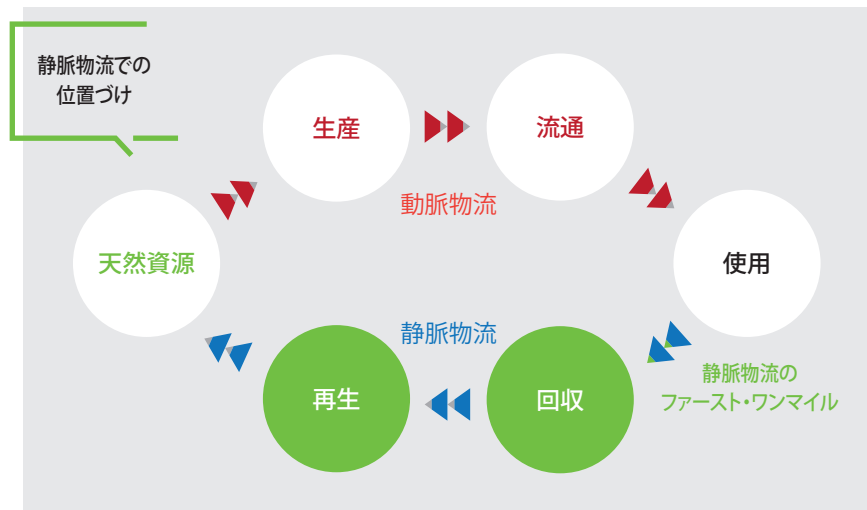 静脈物流での
位置づけ
生産
流通
動脈物流
天然資源
使用
静脈物流
再生
回収
静脈物流の
ファースト・ワンマイル